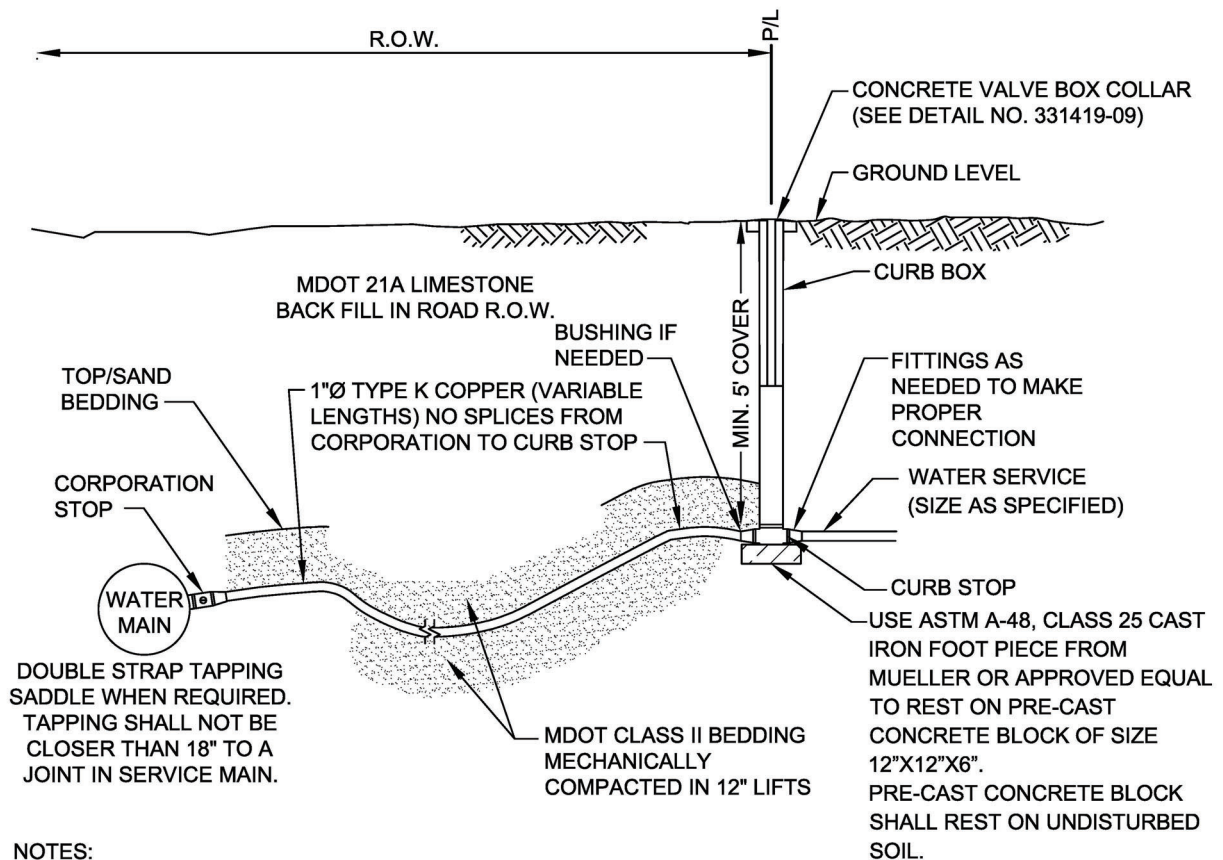 R.O.W.
P/L
CONCRETE VALVE BOX COLLAR
(SEE DETAIL NO. 331419-09)
GROUND LEVEL
MDOT 21A LIMESTONE
BACK FILL IN ROAD R.O.W.
CURB BOX
BUSHING IF
NEEDED
MIN. 5' COVER
FITTINGS AS
NEEDED TO MAKE
PROPER
CONNECTION
TOP/SAND
BEDDING
1"Ø TYPE K COPPER (VARIABLE
LENGTHS) NO SPLICES FROM
CORPORATION TO CURB STOP
CORPORATION
STOP
WATER SERVICE
(SIZE AS SPECIFIED)
WATER
MAIN
CURB STOP
DOUBLE STRAP TAPPING
SADDLE WHEN REQUIRED.
TAPPING SHALL NOT BE
CLOSER THAN 18" TO A
JOINT IN SERVICE MAIN.
MDOT CLASS II BEDDING
MECHANICALLY
COMPACTED IN 12" LIFTS
USE ASTM A-48, CLASS 25 CAST
IRON FOOT PIECE FROM
MUELLER OR APPROVED EQUAL
TO REST ON PRE-CAST
CONCRETE BLOCK OF SIZE
12”X12”X6”.
PRE-CAST CONCRETE BLOCK
SHALL REST ON UNDISTURBED
SOIL.
NOTES: